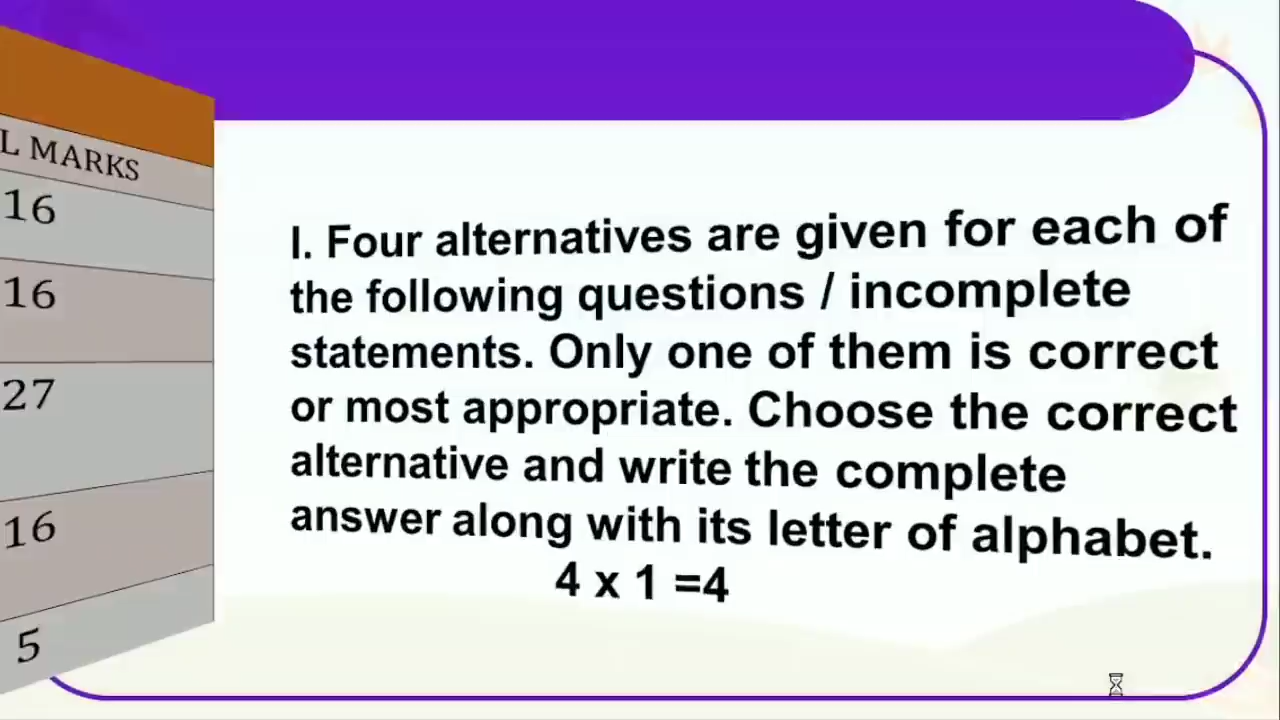 L MARKS
16
16
27
16
5
I. Four alternatives are given for each of
the following questions / incomplete
statements. Only one of them is correct
or most appropriate. Choose the correct
alternative and write the complete
answer along with its letter of alphabet.
4 x 1 =4